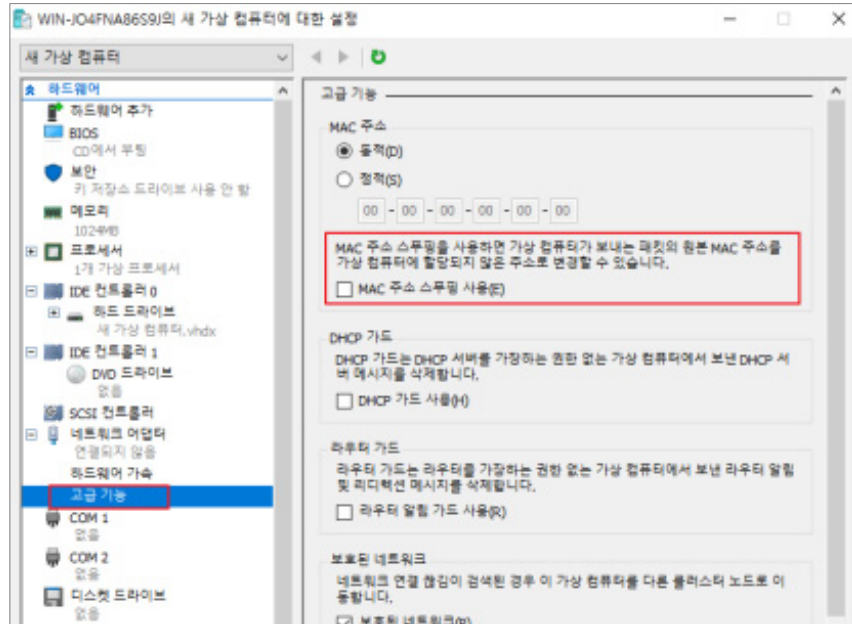 WIN-JO4FNA86S9J의 새 가상 컴퓨터에 대한 설정
새 가상 컴퓨터
하드웨어
하드웨어 추가
BIOS
CD에서 부팅
보안
키 저장소 드라이브 사용 안 함
메모리
1024MB
프로세서
1개 가상 프로세서
IDE 컨트롤러 0
하드 드라이브
새 가상 컴퓨터.vhdx
IDE 컨트롤러 1
DVD 드라이브
없음
SCSI 컨트롤러
네트워크 어댑터
연결되지 않음
하드웨어 가속
고급 기능
COM 1
없음
COM 2
없음
디스켓 드라이브
없음
고급 기능
MAC 주소
동적(D)
정적(S)
00 - 00 - 00 - 00 - 00 - 00
MAC 주소 스푸핑을 사용하면 가상 컴퓨터가 보내는 패킷의 원본 MAC 주소를
가상 컴퓨터에 할당되지 않은 주소로 변경할 수 있습니다.
MAC 주소 스푸핑 사용(E)
DHCP 가드
DHCP 가드는 DHCP 서버를 가장하는 권한 없는 가상 컴퓨터에서 보낸 DHCP 서
버 메시지를 삭제합니다.
DHCP 가드 사용(H)
라우터 가드
라우터 가드는 라우터를 가장하는 권한 없는 가상 컴퓨터에서 보낸 라우터 알림
및 리디렉션 메시지를 삭제합니다.
라우터 알림 가드 사용(R)
보호된 네트워크
네트워크 연결 끊김이 검색된 경우 이 가상 컴퓨터를 다른 클러스터 노드로 이
동합니다.
보호된 네트워크(P)